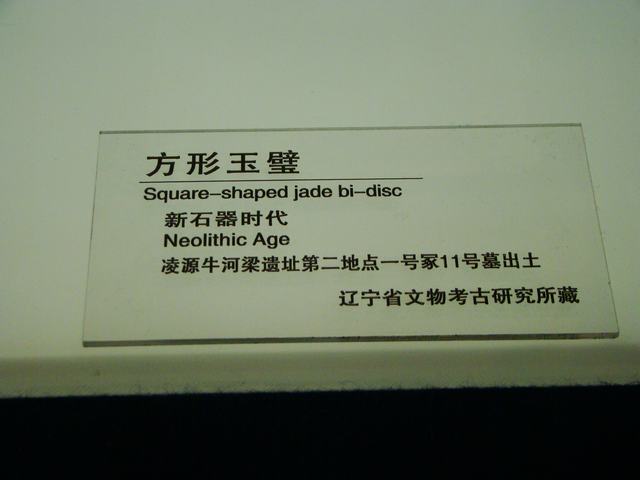 方形玉璧
Square-shaped jade bi-disc
新石器时代
Neolithic Age
凌源牛河梁遗址第二地点一号冢11号墓出土
辽宁省文物考古研究所藏